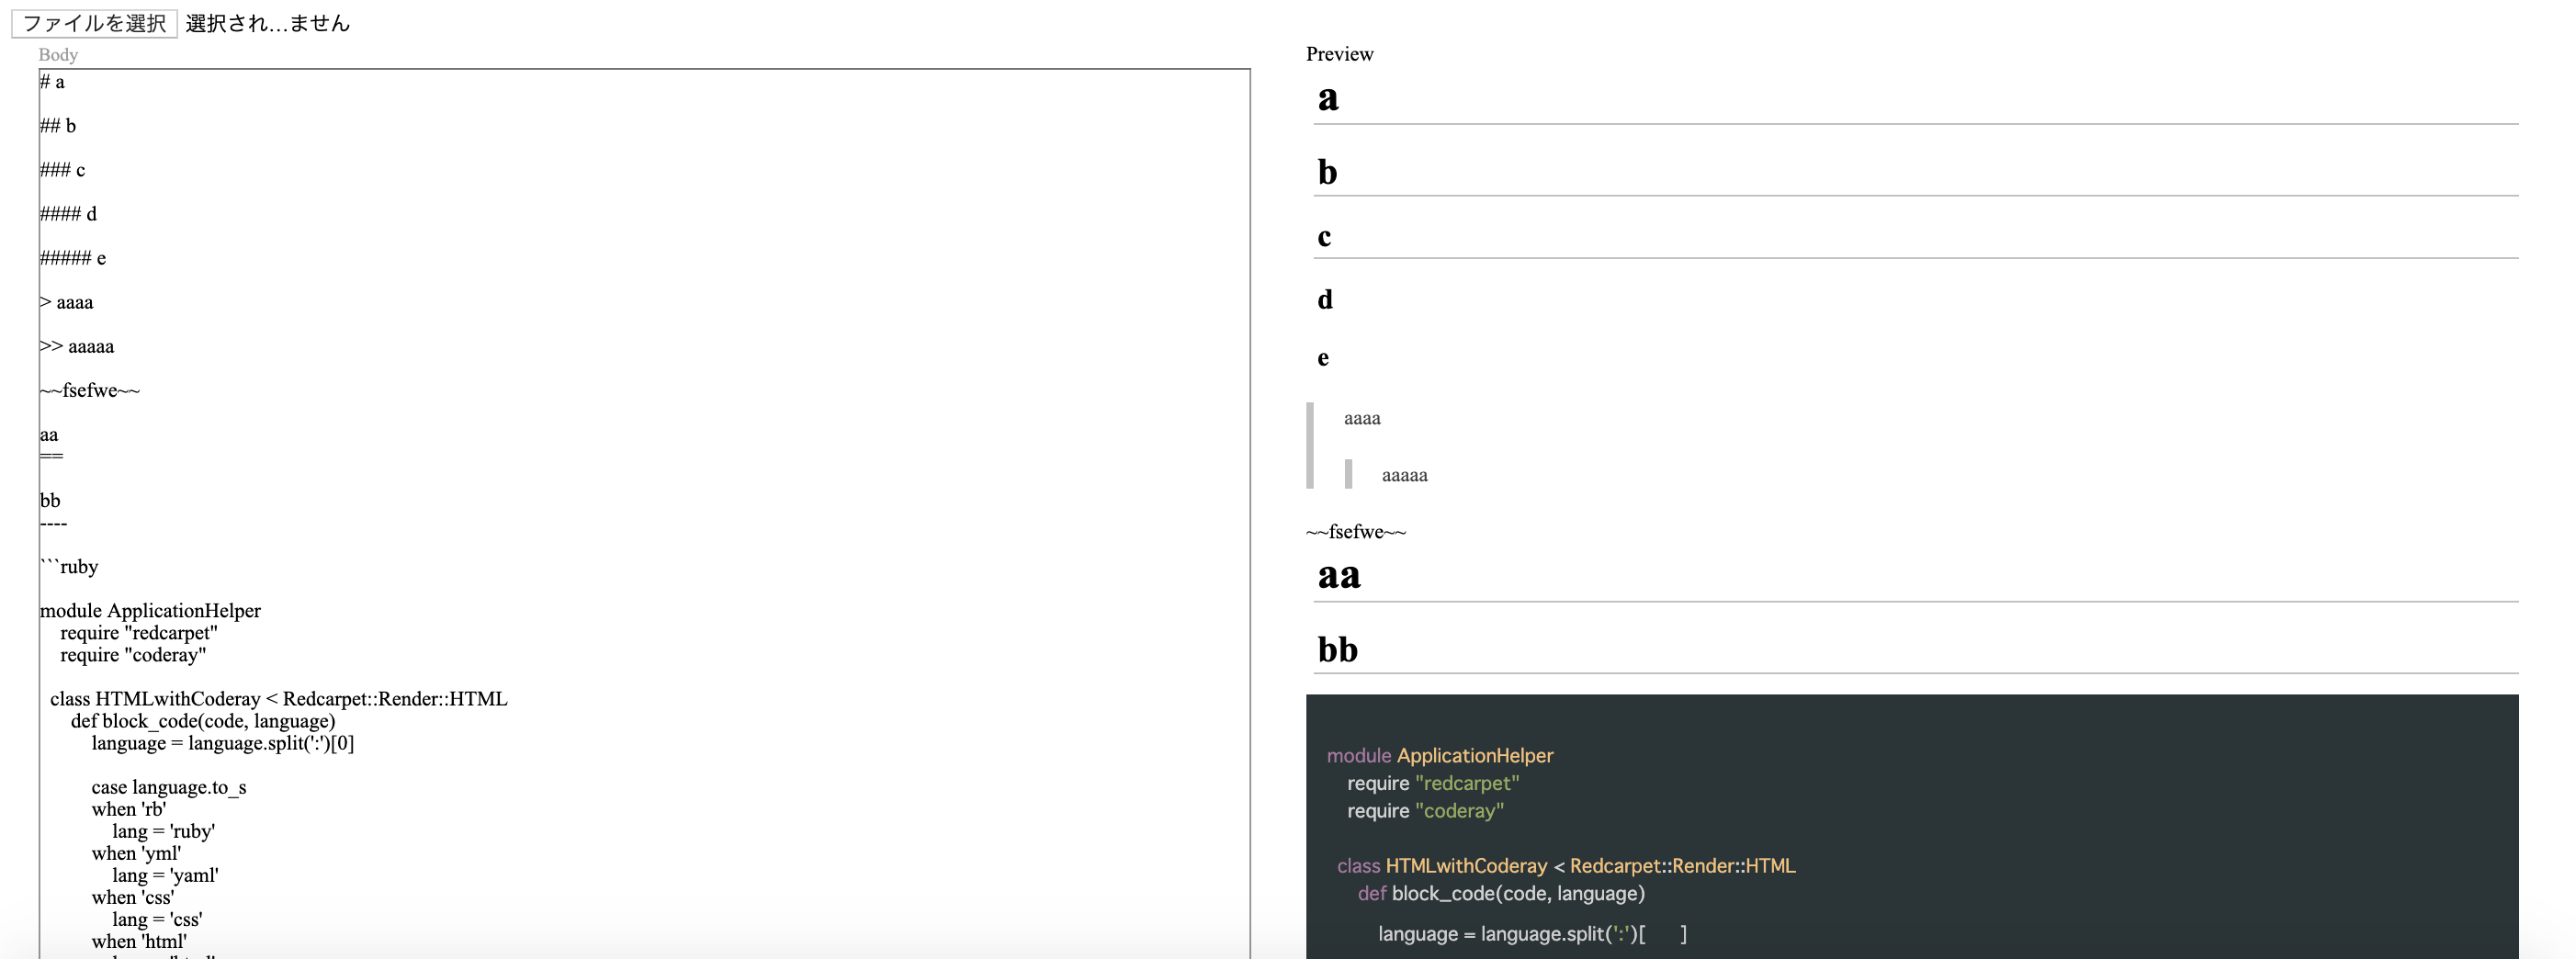 ファイルを選択 選択され...ません
Body
# a
## b
### c
#### d
##### e
> aaaa
>> aaaaa
~~fsefwe~~
aa
==
bb
----
```ruby
module ApplicationHelper
    require "redcarpet"
    require "coderay"
  class HTMLwithCoderay < Redcarpet::Render::HTML
      def block_code(code, language)
          language = language.split(':')[0]
          case language.to_s
          when 'rb'
              lang = 'ruby'
          when 'yml'
              lang = 'yaml'
          when 'css'
              lang = 'css'
          when 'html'
Preview
a
b
c
d
e
aaaa
aaaaa
~~fsefwe~~
aa
bb
module ApplicationHelper
    require "redcarpet"
    require "coderay"
  class HTMLwithCoderay < Redcarpet::Render::HTML
      def block_code(code, language)
          language = language.split(':')[ ]